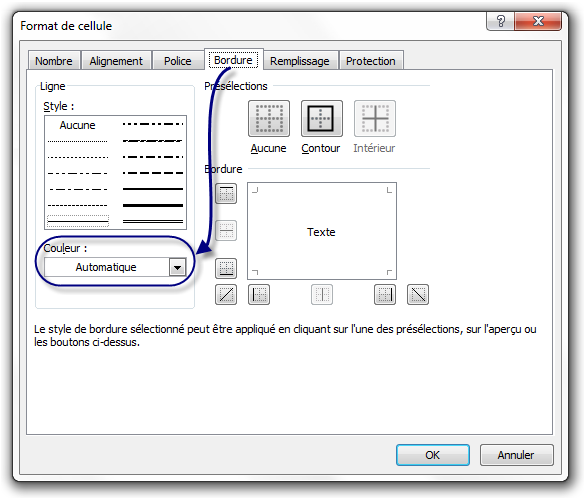 Format de cellule
Nombre Alignement Police Bordure Remplissage Protection
Ligne
Style :
Aucune
Couleur :
Automatique
Présélections
Aucune Contour Intérieur
Bordure
Texte
Le style de bordure sélectionné peut être appliqué en cliquant sur l'une des présélections, sur l'aperçu ou
les boutons ci-dessus.
OK Annuler